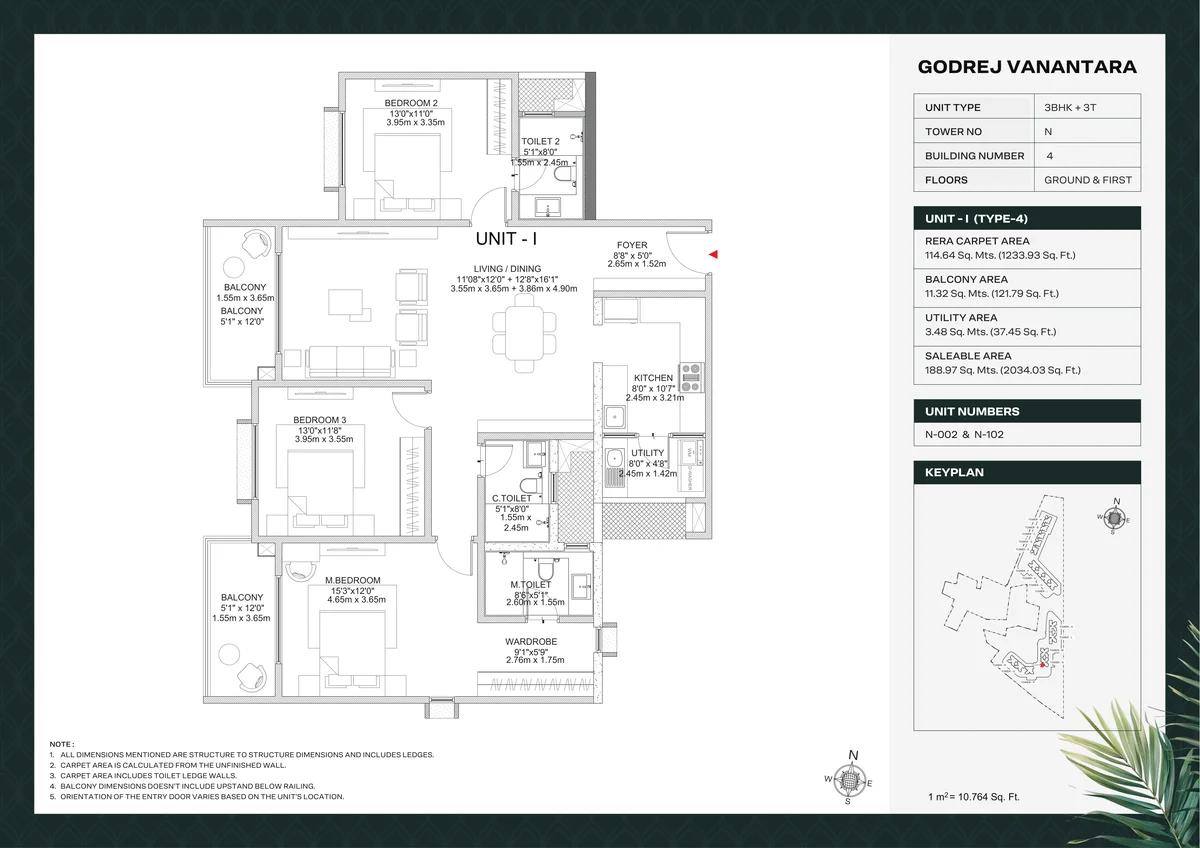 GODREJ VANANTARA
UNIT TYPE 3BHK + 3T
TOWER NO N
BUILDING NUMBER 4
FLOORS GROUND & FIRST
UNIT - I (TYPE-4)
RERA CARPET AREA
114.64 Sq. Mts. (1233.93 Sq. Ft.)
BALCONY AREA
11.32 Sq. Mts. (121.79 Sq. Ft.)
UTILITY AREA
3.48 Sq. Mts. (37.45 Sq. Ft.)
SALEABLE AREA
188.97 Sq. Mts. (2034.03 Sq. Ft.)
UNIT NUMBERS
N-002 & N-102
KEYPLAN
N
W E
S
1 m2 = 10.764 Sq. Ft.
BEDROOM 2
13'0"x11'0"
3.95m x 3.35m
TOILET 2
5'1"x8'0"
1.55m x 2.45m
UNIT - I
FOYER
8'8" x 5'0"
2.65m x 1.52m
LIVING / DINING
11'08"x12'0" + 12'8"x16'1"
3.55m x 3.65m + 3.86m x 4.90m
BALCONY
1.55m x 3.65m
BALCONY
5'1" x 12'0"
KITCHEN
8'0" x 10'7"
2.45m x 3.21m
BEDROOM 3
13'0"x11'8"
3.95m x 3.55m
UTILITY
8'0" x 4'8"
2.45m x 1.42m
WM
D-WASHER
C.TOILET
5'1"x8'0"
1.55m x
2.45m
M.BEDROOM
15'3"x12'0"
4.65m x 3.65m
M.TOILET
8'6"x5'1"
2.60m x 1.55m
BALCONY
5'1" x 12'0"
1.55m x 3.65m
WARDROBE
9'1"x5'9"
2.76m x 1.75m
NOTE :
1. ALL DIMENSIONS MENTIONED ARE STRUCTURE TO STRUCTURE DIMENSIONS AND INCLUDES LEDGES.
2. CARPET AREA IS CALCULATED FROM THE UNFINISHED WALL.
3. CARPET AREA INCLUDES TOILET LEDGE WALLS.
4. BALCONY DIMENSIONS DOESN'T INCLUDE UPSTAND BELOW RAILING.
5. ORIENTATION OF THE ENTRY DOOR VARIES BASED ON THE UNIT'S LOCATION.
N
W E
S